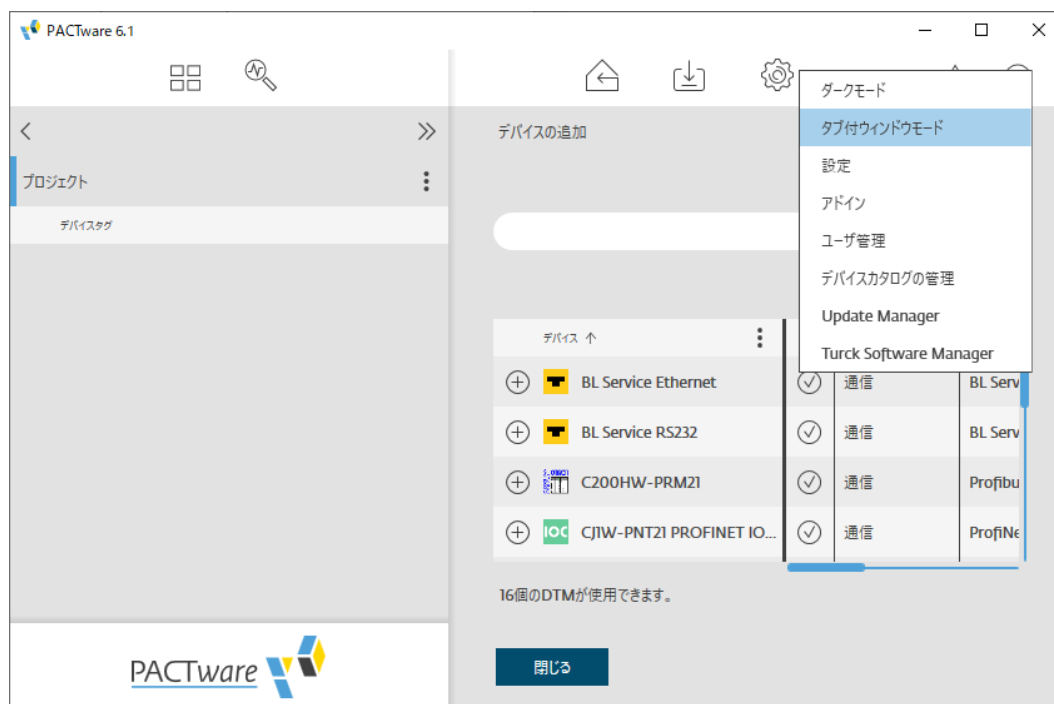 PACTware 6.1
デバイスの追加
ダークモード
タブ付ウィンドウモード
設定
アドイン
ユーザ管理
デバイスカタログの管理
Update Manager
Turck Software Manager
プロジェクト
デバイスタグ
デバイス ↑
BL Service Ethernet 通信 BL Serv
BL Service RS232 通信 BL Serv
C200HW-PRM21 通信 Profibu
IOC CJ1W-PNT21 PROFINET IO... 通信 ProfiNe
16個のDTMが使用できます。
閉じる
PACTware